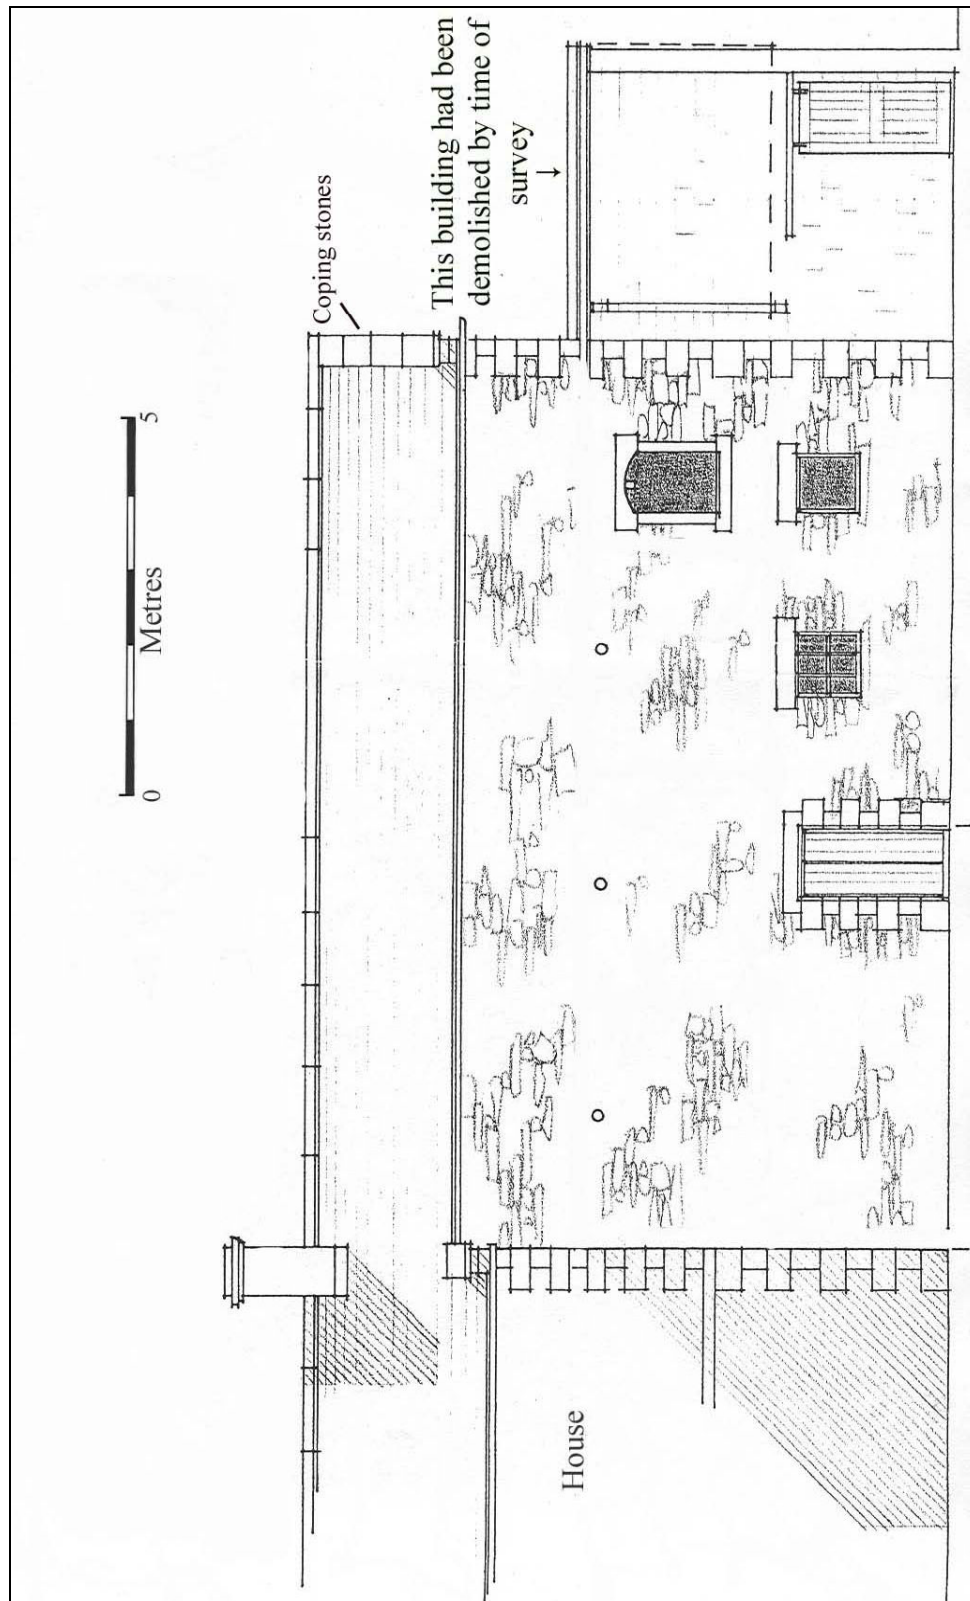 Coping stones
This building had been
demolished by time of
survey
↓
0
5
Metres
House